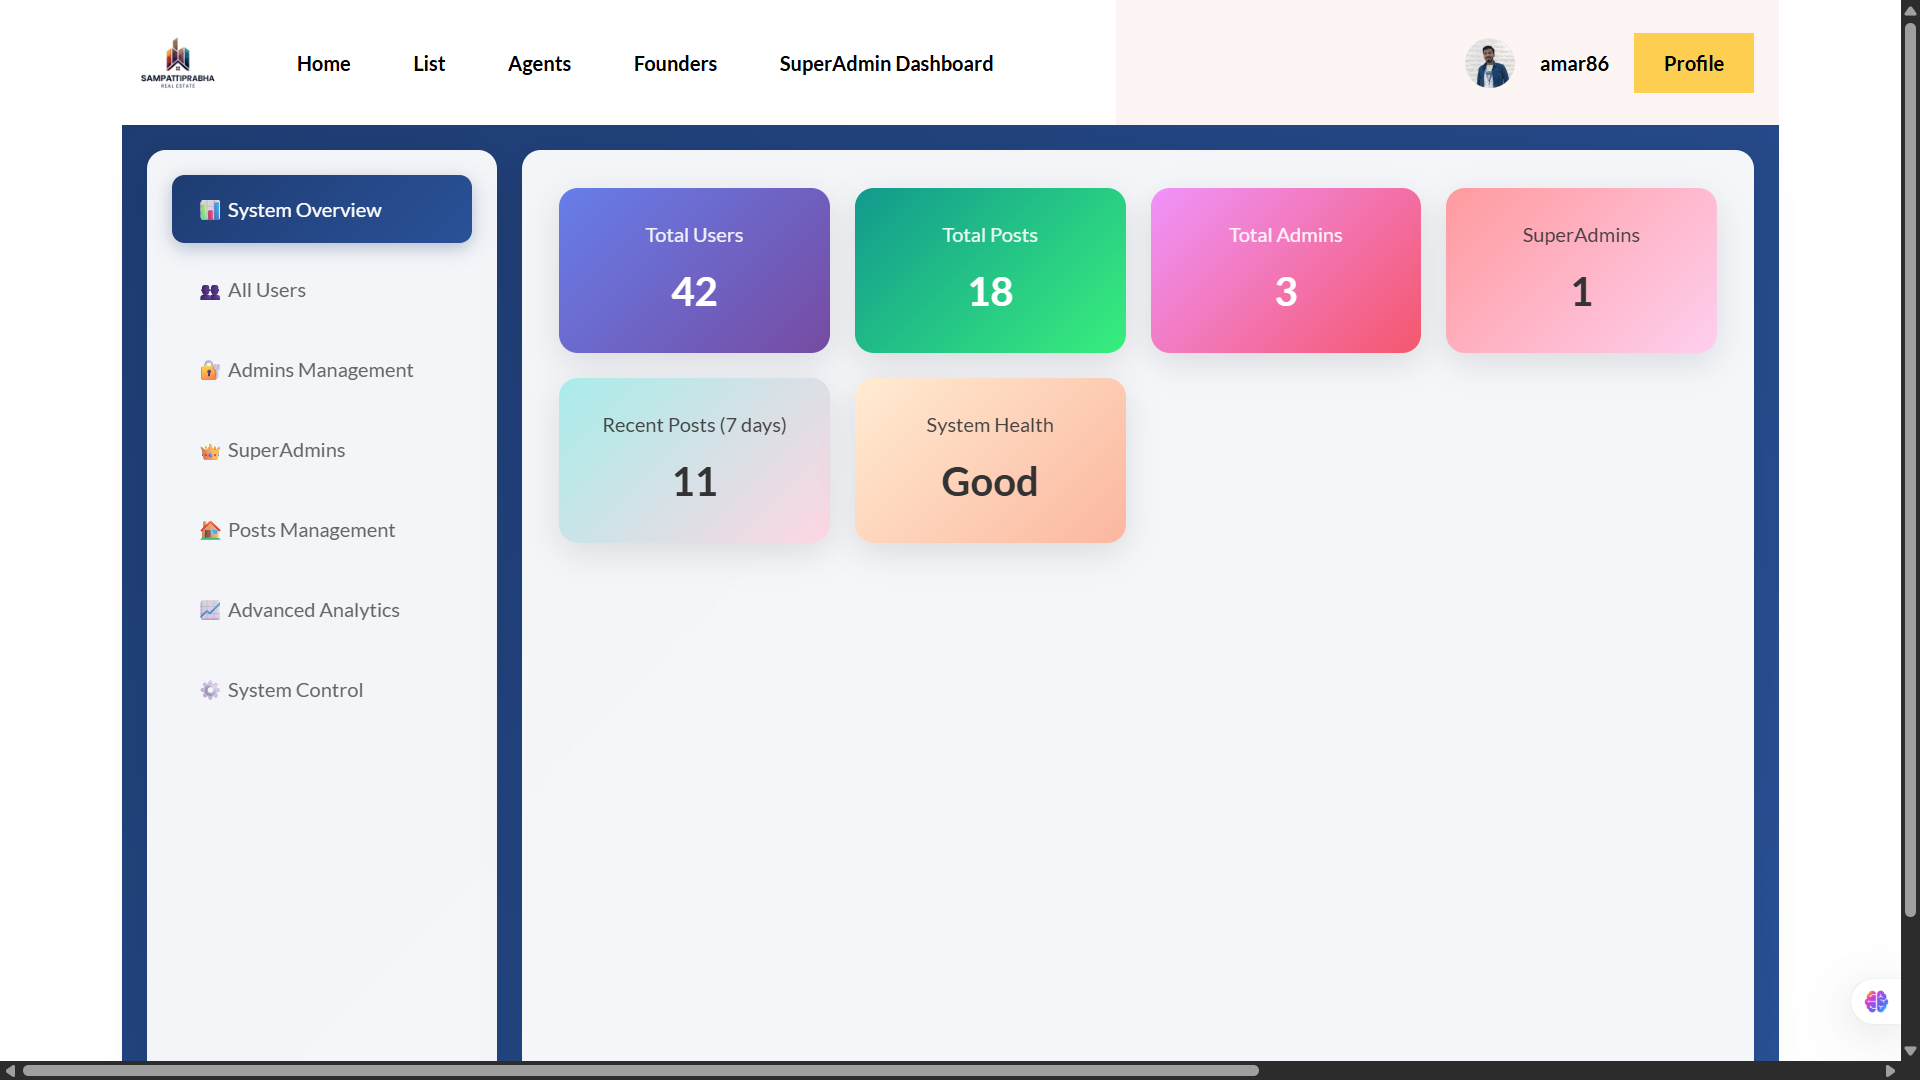 SAMPATTIPRABHA
REAL ESTATE
Home
List
Agents
Founders
SuperAdmin Dashboard
amar86
Profile
System Overview
All Users
Admins Management
SuperAdmins
Posts Management
Advanced Analytics
System Control
Total Users
42
Total Posts
18
Total Admins
3
SuperAdmins
1
Recent Posts (7 days)
11
System Health
Good